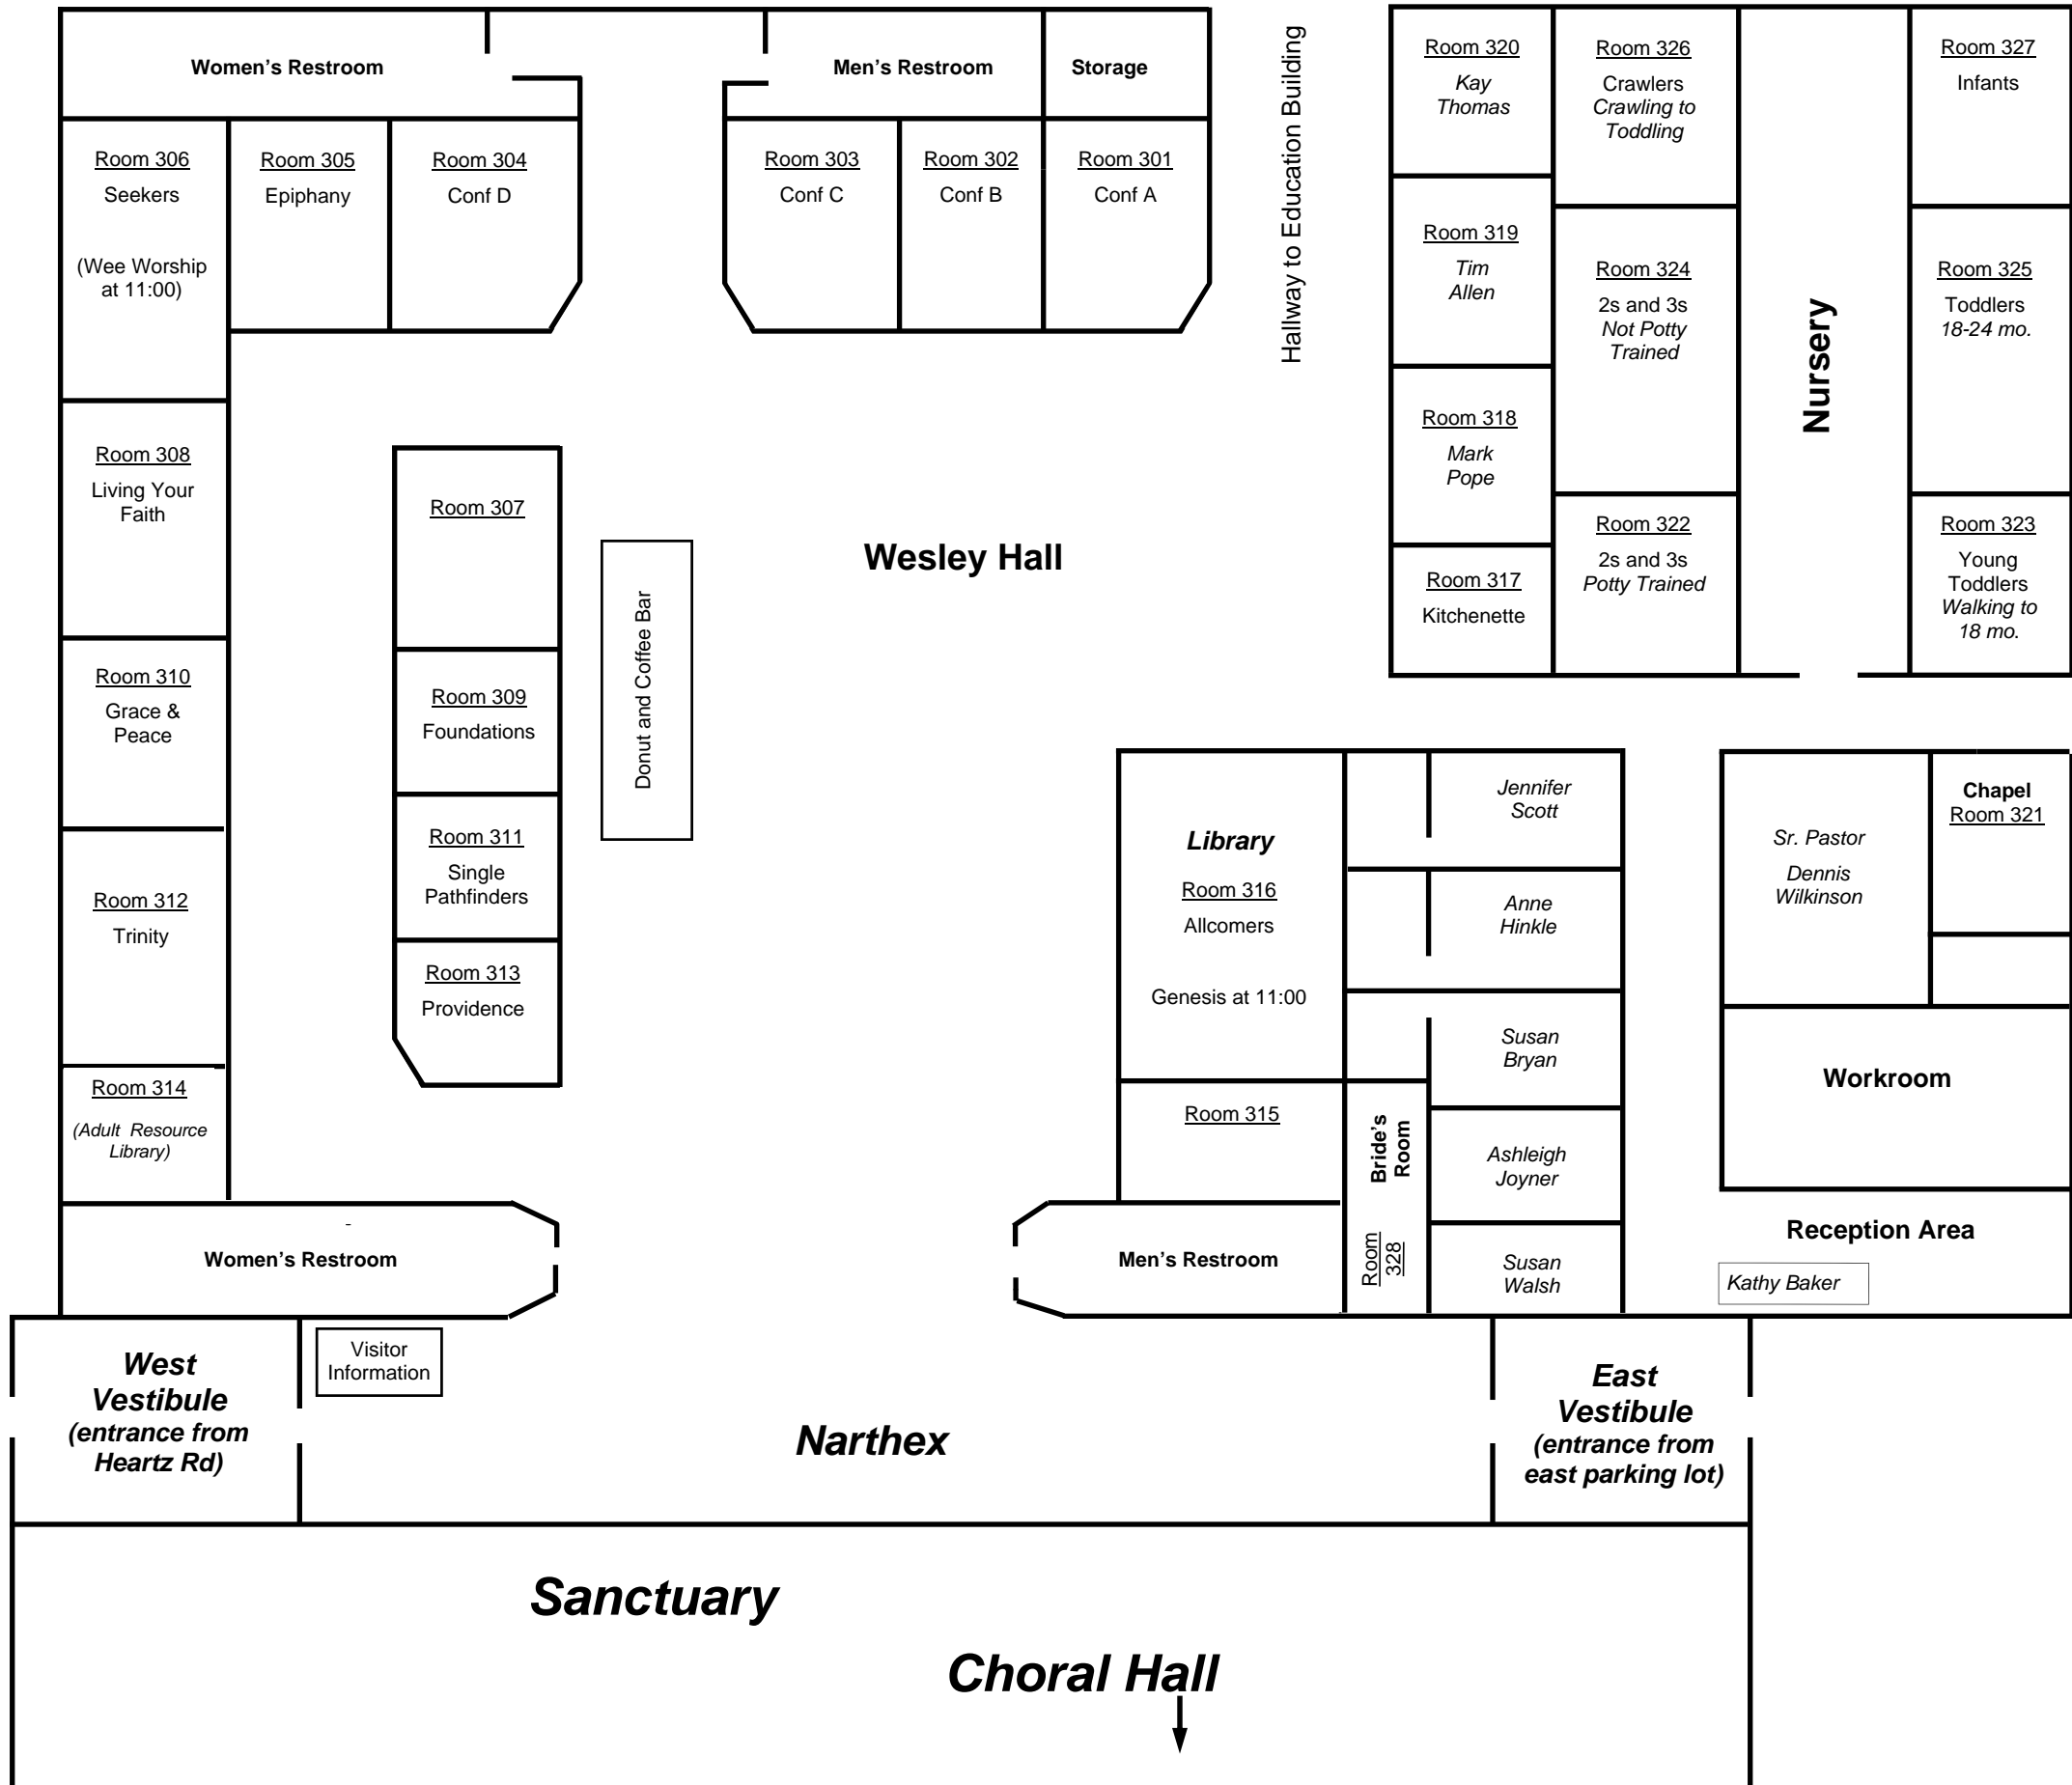 Women's Restroom
Men's Restroom
Storage
Hallway to Education Building
Room 320
Kay
Thomas
Room 326
Crawlers
Crawling to
Toddling
Room 327
Infants
Room 306
Seekers
(Wee Worship
at 11:00)
Room 305
Epiphany
Room 304
Conf D
Room 303
Conf C
Room 302
Conf B
Room 301
Conf A
Room 319
Tim
Allen
Room 324
2s and 3s
Not Potty
Trained
Nursery
Room 325
Toddlers
18-24 mo.
Room 308
Living Your
Faith
Room 307
Donut and Coffee Bar
Wesley Hall
Room 318
Mark
Pope
Room 317
Kitchenette
Room 322
2s and 3s
Potty Trained
Room 323
Young
Toddlers
Walking to
18 mo.
Room 310
Grace &
Peace
Room 309
Foundations
Room 312
Trinity
Room 311
Single
Pathfinders
Room 313
Providence
Room 314
(Adult Resource
Library)
Library
Room 316
Allcomers
Genesis at 11:00
Room 315
Jennifer
Scott
Anne
Hinkle
Susan
Bryan
Ashleigh
Joyner
Susan
Walsh
Bride's
Room
Room
328
Sr. Pastor
Dennis
Wilkinson
Chapel
Room 321
Workroom
Reception Area
Kathy Baker
Women's Restroom
Men's Restroom
West
Vestibule
(entrance from
Heartz Rd)
Visitor
Information
Narthex
East
Vestibule
(entrance from
east parking lot)
Sanctuary
Choral Hall